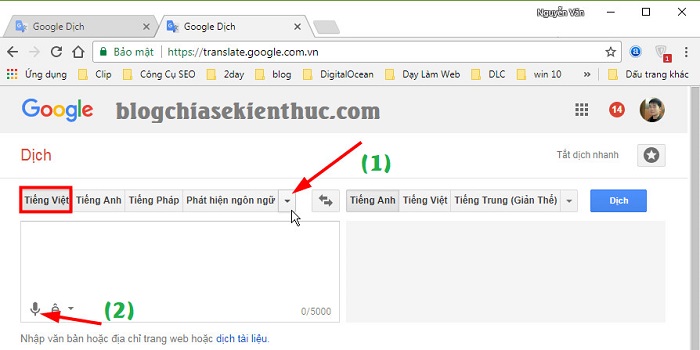 Nguyễn Văn
Google Dịch
Google Dịch
Bảo mật
https://translate.google.com.vn
Ứng dụng
Clip
Công Cụ SEO
2day
blog
DigitalOcean
Dạy Làm Web
DLC
win 10
»
Dấu trang khác
Google
blogchiasekienthuc.com
14
Dịch
(1)
Tắt dịch nhanh
Tiếng Việt
Tiếng Anh
Tiếng Pháp
Phát hiện ngôn ngữ
Tiếng Anh
Tiếng Việt
Tiếng Trung (Giản Thể)
Dịch
(2)
0/5000
Nhập văn bản hoặc địa chỉ trang web hoặc dịch tài liệu.